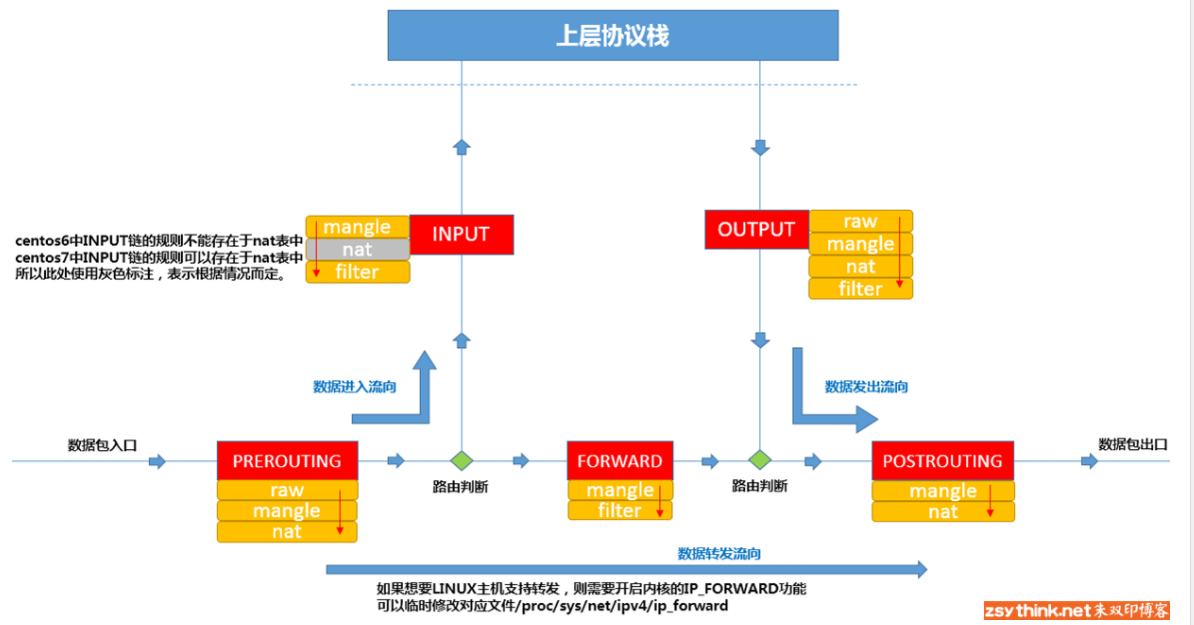 上层协议栈
mangle
nat
filter
INPUT
OUTPUT
raw
mangle
nat
filter
centos6中INPUT链的规则不能存在于nat表中
centos7中INPUT链的规则可以存在于nat表中
所以此处使用灰色标注，表示根据情况而定。
数据进入流向
数据发出流向
数据包入口
PREROUTING
raw
mangle
nat
路由判断
FORWARD
mangle
filter
路由判断
POSTROUTING
mangle
nat
数据包出口
数据转发流向
如果想要LINUX主机支持转发，则需要开启内核的IP_FORWARD功能
可以临时修改对应文件/proc/sys/net/ipv4/ip_forward
zsythink.net朱双印博客